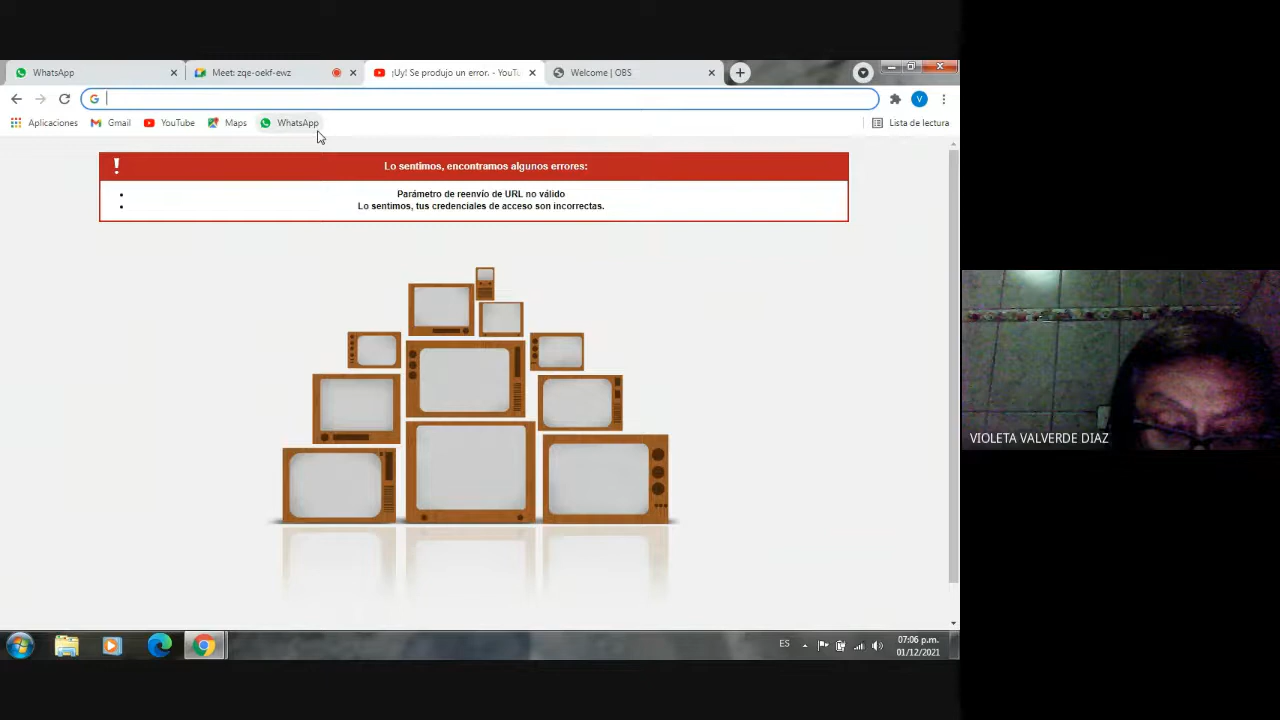 WhatsApp
Meet: zqe-oekf-ewz
¡Uy! Se produjo un error. - YouTu
Welcome | OBS
Aplicaciones
Gmail
YouTube
Maps
WhatsApp
Lista de lectura
V
Lo sentimos, encontramos algunos errores:
Parámetro de reenvío de URL no válido
Lo sentimos, tus credenciales de acceso son incorrectas.
VIOLETA VALVERDE DIAZ
ES
07:06 p.m.
01/12/2021